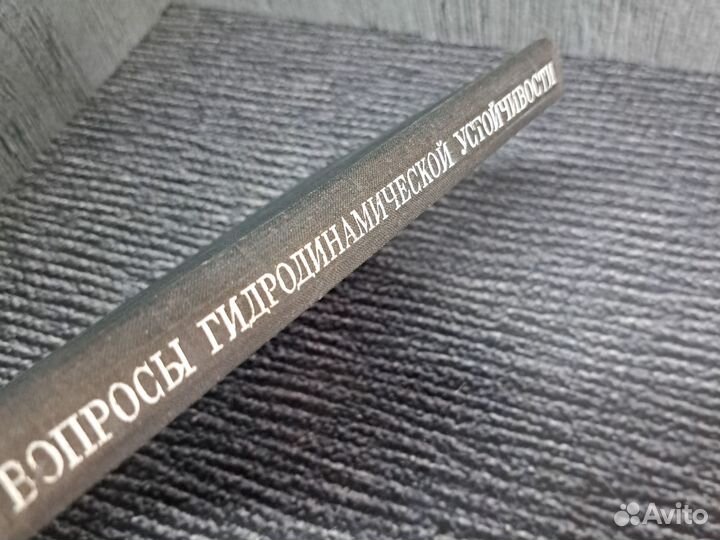 ВОПРОСЫ ГИДРОДИНАМИЧЕСКОЙ УСТОЙЧИВОСТИ
Avito